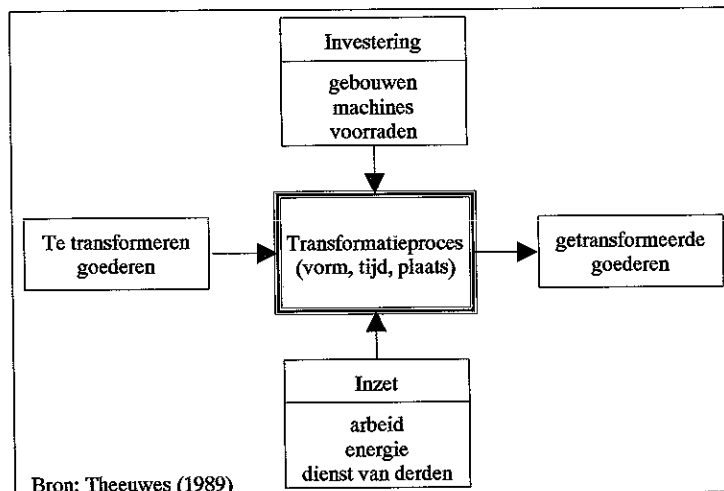 Investering
gebouwen
machines
voorraden
Te transformeren
goederen
Transformatieproces
(vorm, tijd, plaats)
getransformeerde
goederen
Inzet
arbeid
energie
dienst van derden
Bron: Theeuwes (1989)